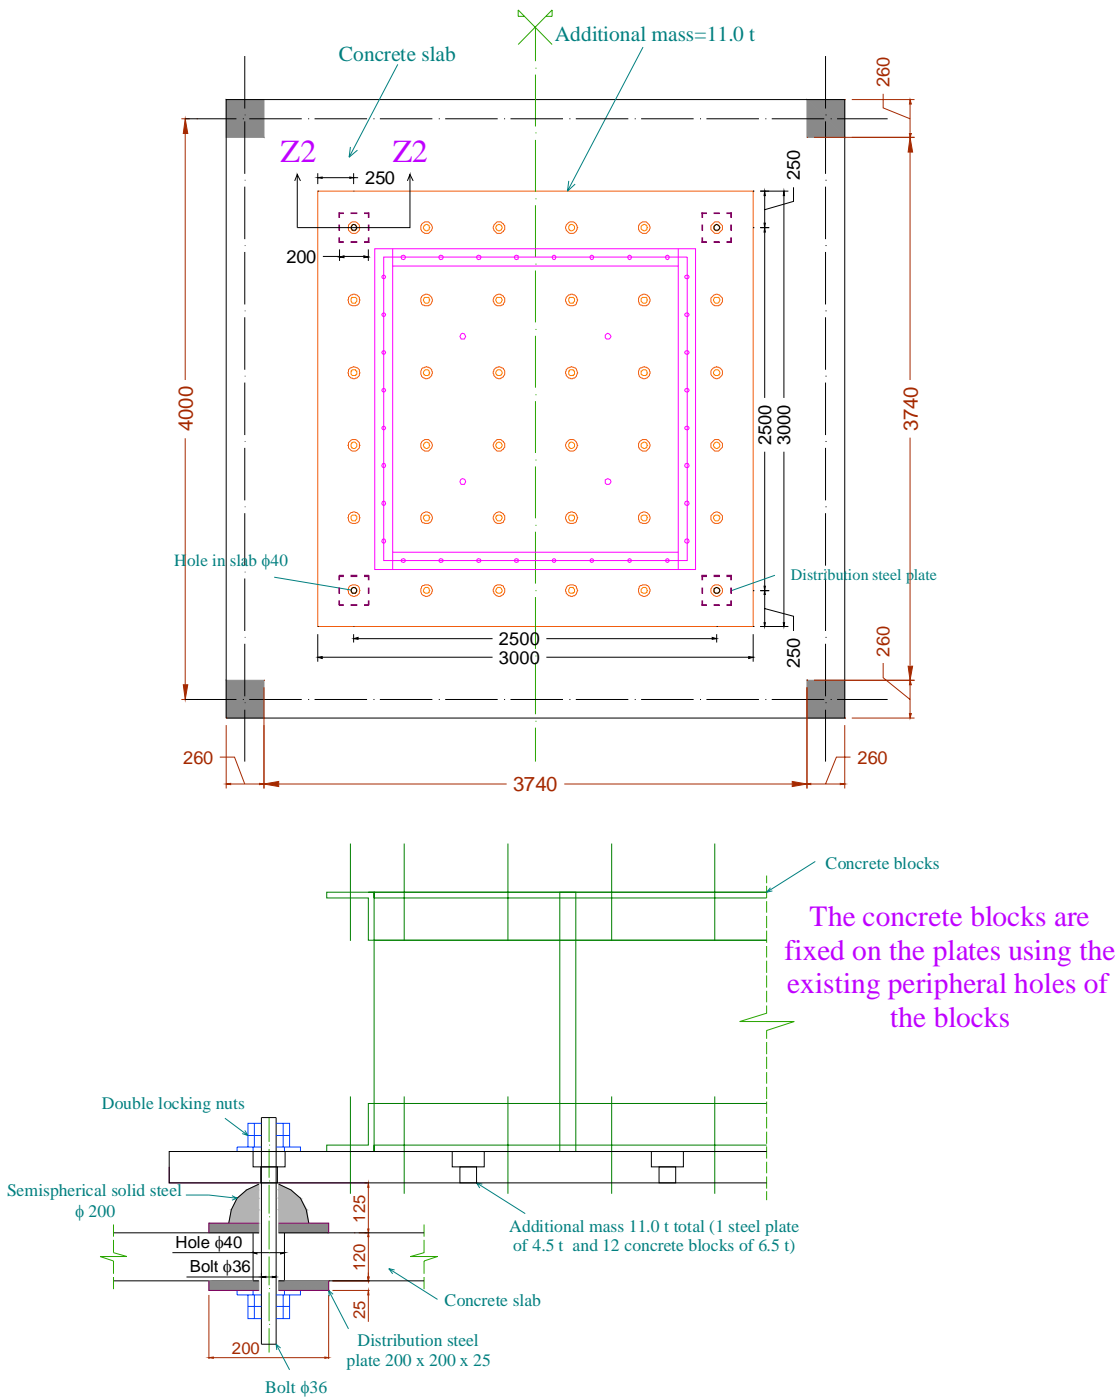 Additional mass=11.0 t
Concrete slab
260
Z2
Z2
250
250
200
4000
2500
3000
3740
Hole in slab ϕ40
Distribution steel plate
2500
3000
250
260
260
3740
260
Concrete blocks
The concrete blocks are
fixed on the plates using the
existing peripheral holes of
the blocks
Double locking nuts
Semispherical solid steel
ϕ 200
125
Additional mass 11.0 t total (1 steel plate
of 4.5 t and 12 concrete blocks of 6.5 t)
Hole ϕ40
120
Bolt ϕ36
Concrete slab
25
200
Distribution steel
plate 200 x 200 x 25
Bolt ϕ36